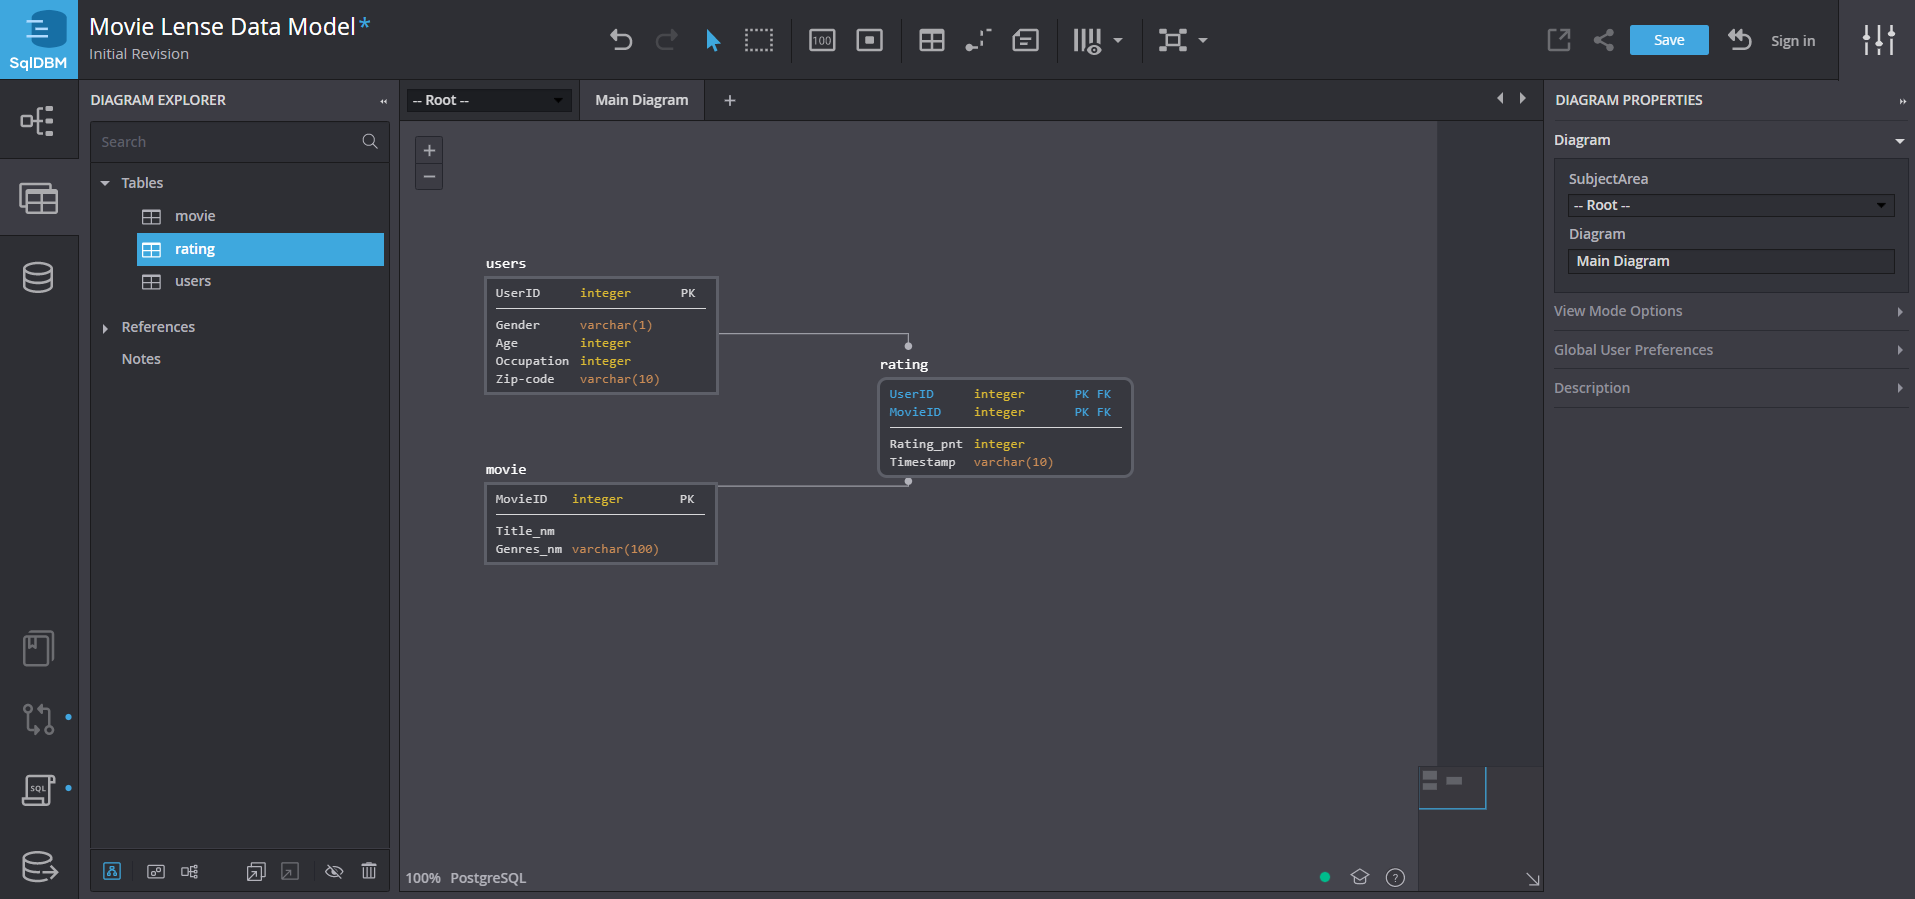 SqlDBM
Movie Lense Data Model*
Initial Revision
100
Save
Sign in
DIAGRAM EXPLORER
Search
Tables
movie
rating
users
References
Notes
-- Root --
Main Diagram
+
+
−
users
UserID integer PK
Gender varchar(1)
Age integer
Occupation integer
Zip-code varchar(10)
rating
UserID integer PK FK
MovieID integer PK FK
Rating_pnt integer
Timestamp varchar(10)
movie
MovieID integer PK
Title_nm
Genres_nm varchar(100)
SQL
100% PostgreSQL
?
DIAGRAM PROPERTIES
Diagram
SubjectArea
-- Root --
Diagram
Main Diagram
View Mode Options
Global User Preferences
Description